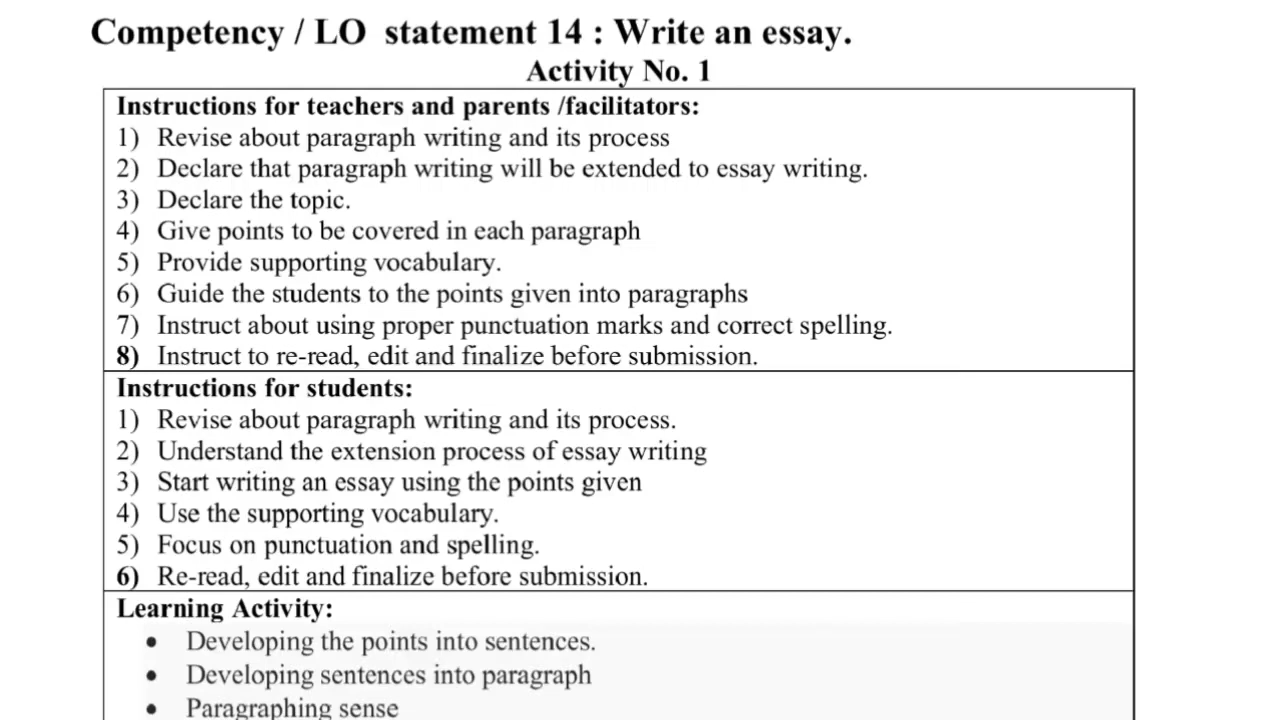 Competency / LO statement 14 : Write an essay.
Activity No. 1
Instructions for teachers and parents /facilitators:
1) Revise about paragraph writing and its process
2) Declare that paragraph writing will be extended to essay writing.
3) Declare the topic.
4) Give points to be covered in each paragraph
5) Provide supporting vocabulary.
6) Guide the students to the points given into paragraphs
7) Instruct about using proper punctuation marks and correct spelling.
8) Instruct to re-read, edit and finalize before submission.
Instructions for students:
1) Revise about paragraph writing and its process.
2) Understand the extension process of essay writing
3) Start writing an essay using the points given
4) Use the supporting vocabulary.
5) Focus on punctuation and spelling.
6) Re-read, edit and finalize before submission.
Learning Activity:
• Developing the points into sentences.
• Developing sentences into paragraph
• Paragraphing sense